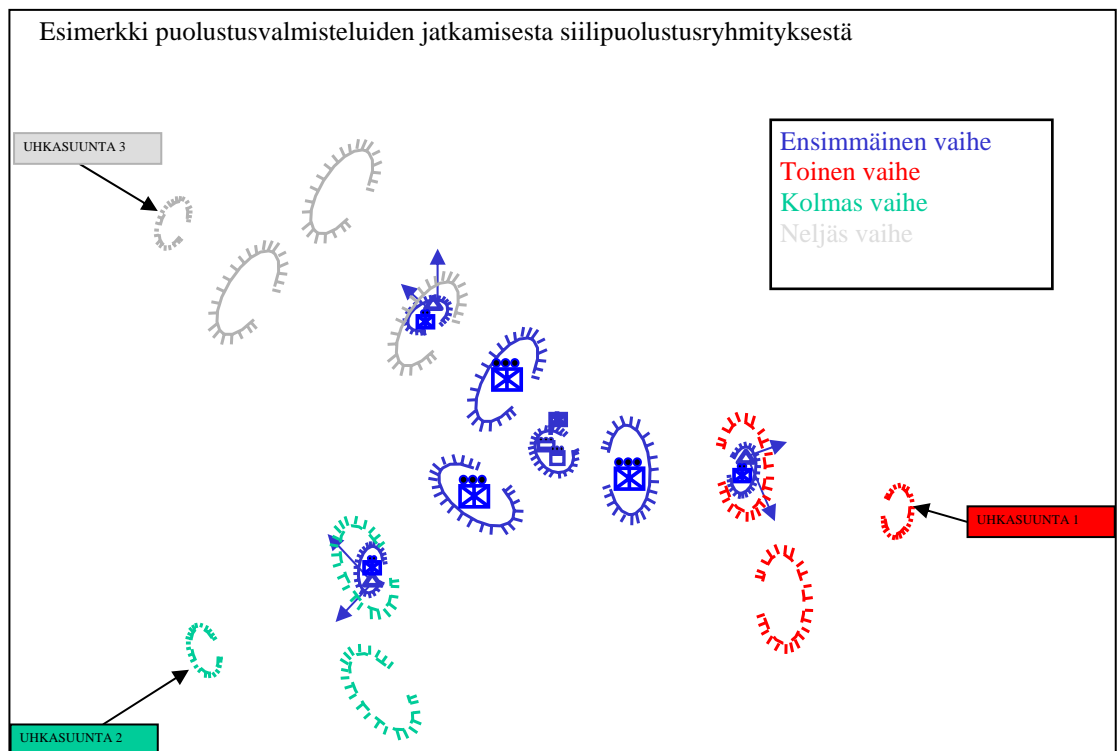 Esimerkki puolustusvalmisteluiden jatkamisesta siilipuolustusryhmityksestä
UHKASUUNTA 3
Ensimmäinen vaihe
Toinen vaihe
Kolmas vaihe
Neljäs vaihe
UHKASUUNTA 1
UHKASUUNTA 2